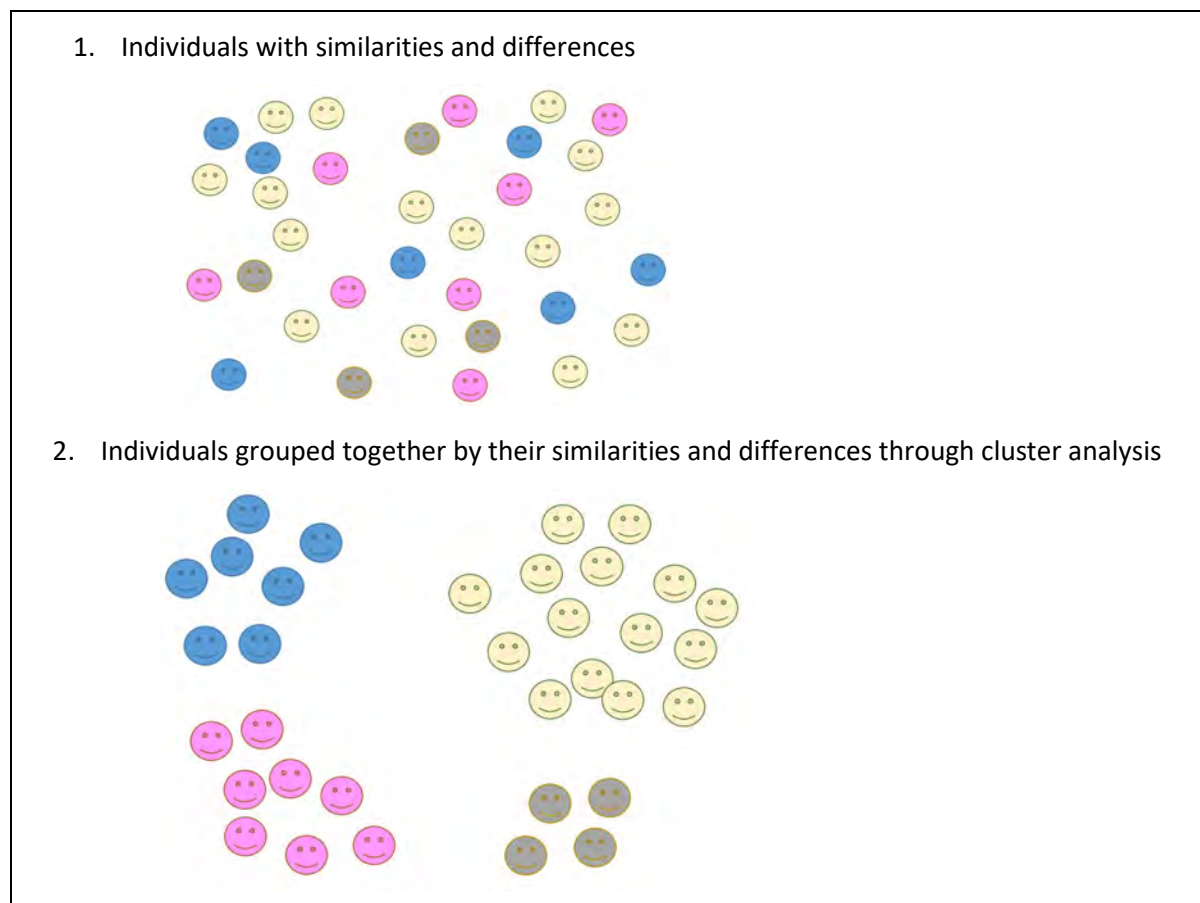 1. Individuals with similarities and differences
2. Individuals grouped together by their similarities and differences through cluster analysis